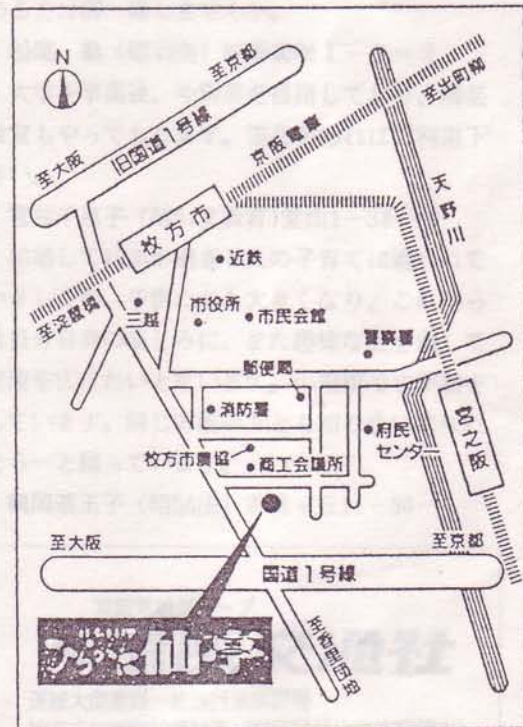 N
至京都
至出町柳
京阪電車
旧国道1号線
至大阪
天野川
枚方市
近鉄
至淀屋橋
三越
市役所
市民会館
警察署
郵便局
消防署
府民
センター
宮之阪
枚方市農協
商工会議所
至大阪
至京都
国道1号線
ひらかた仙亭